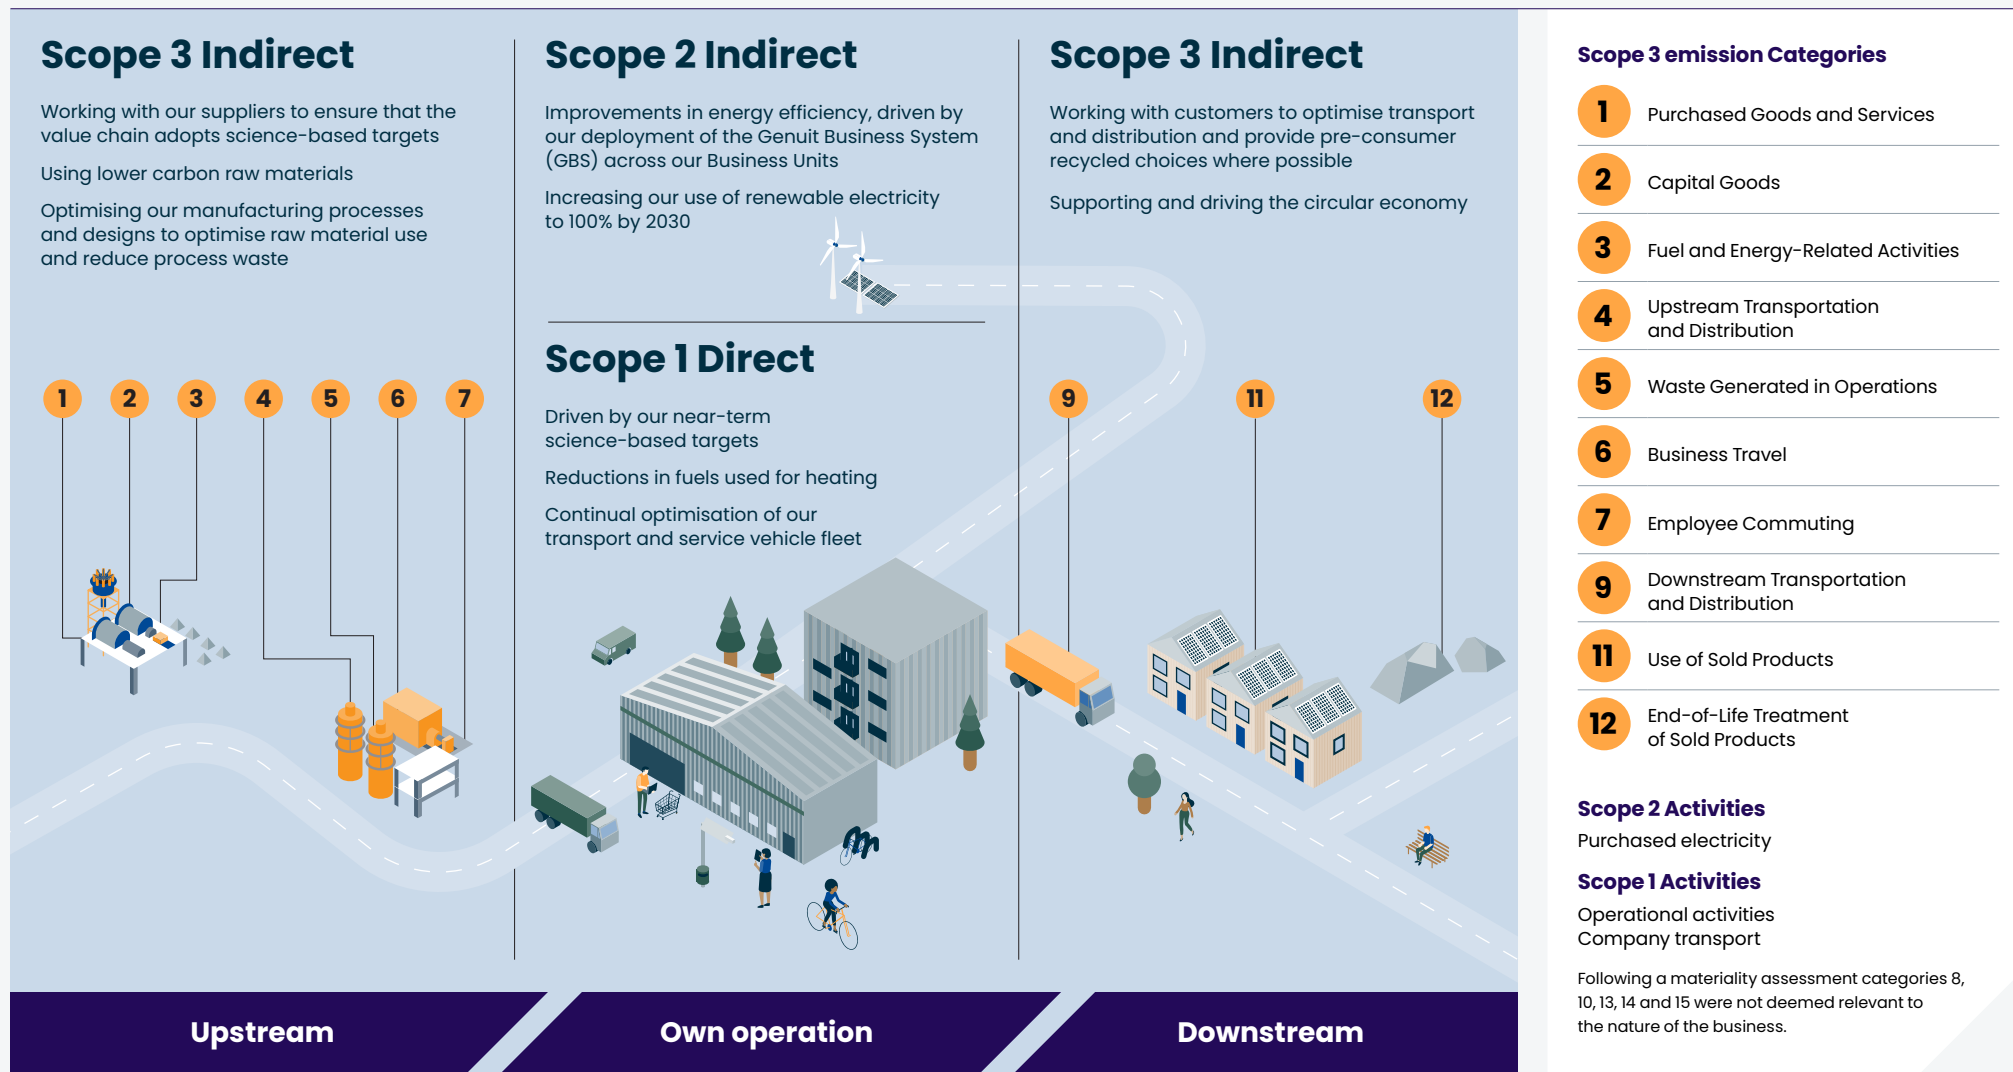 Scope 3 Indirect
Working with our suppliers to ensure that the
value chain adopts science-based targets
Using lower carbon raw materials
Optimising our manufacturing processes
and designs to optimise raw material use
and reduce process waste
1 2 3 4 5 6 7
Scope 2 Indirect
Improvements in energy efficiency, driven by
our deployment of the Genuit Business System
(GBS) across our Business Units
Increasing our use of renewable electricity
to 100% by 2030
Scope 1 Direct
Driven by our near-term
science-based targets
Reductions in fuels used for heating
Continual optimisation of our
transport and service vehicle fleet
Scope 3 Indirect
Working with customers to optimise transport
and distribution and provide pre-consumer
recycled choices where possible
Supporting and driving the circular economy
9 11 12
Upstream
Own operation
Downstream
Scope 3 emission Categories
1 Purchased Goods and Services
2 Capital Goods
3 Fuel and Energy-Related Activities
4 Upstream Transportation
and Distribution
5 Waste Generated in Operations
6 Business Travel
7 Employee Commuting
9 Downstream Transportation
and Distribution
11 Use of Sold Products
12 End-of-Life Treatment
of Sold Products
Scope 2 Activities
Purchased electricity
Scope 1 Activities
Operational activities
Company transport
Following a materiality assessment categories 8,
10, 13, 14 and 15 were not deemed relevant to
the nature of the business.